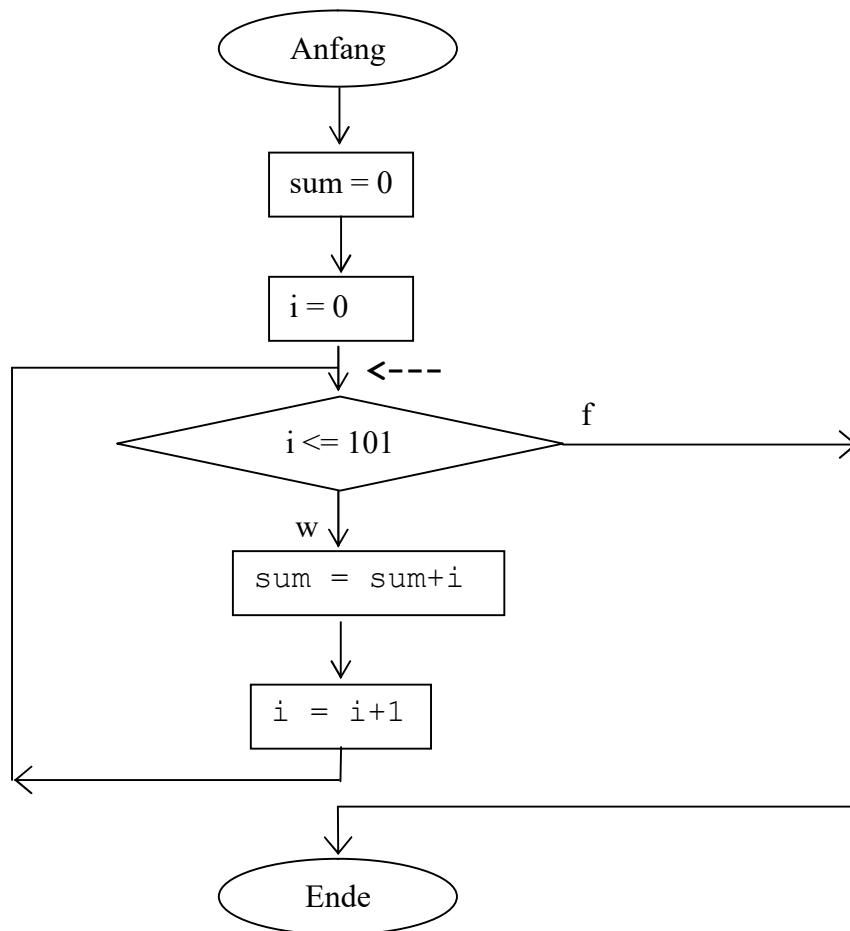 Anfang
sum = 0
i = 0
i <= 101
f
w
sum = sum+i
i = i+1
Ende